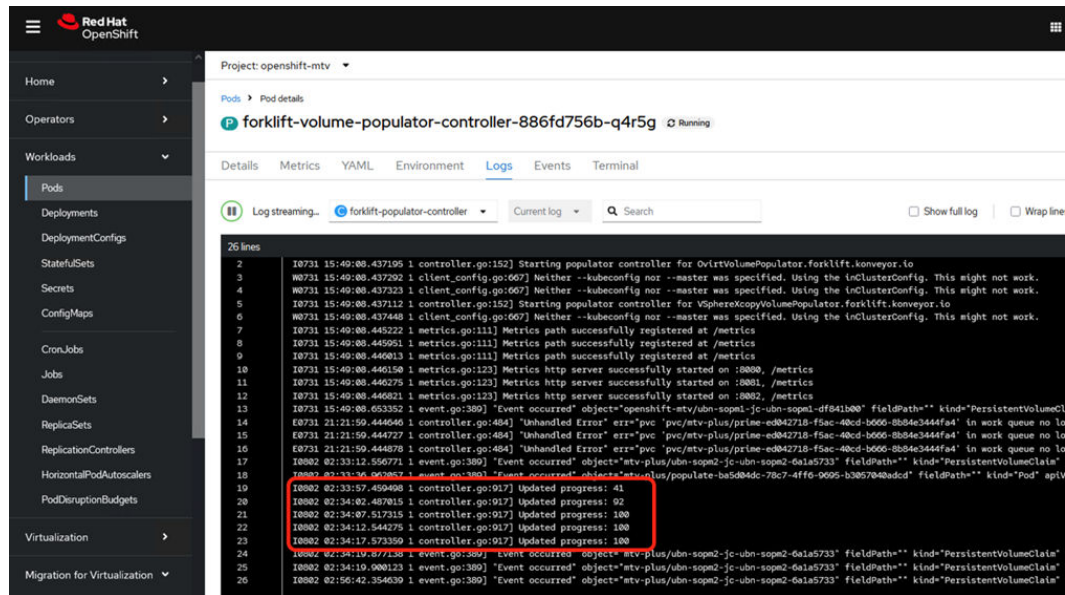 Red Hat
OpenShift
Project: openshift-mtv
Home
Operators
Workloads
Pods
Deployments
DeploymentConfigs
StatefulSets
Secrets
ConfigMaps
CronJobs
Jobs
DaemonSets
ReplicaSets
ReplicationControllers
HorizontalPodAutoscalers
PodDisruptionBudgets
Virtualization
Migration for Virtualization
Pods > Pod details
P forklift-volume-populator-controller-886fd756b-q4r5g Running
Details Metrics YAML Environment Logs Events Terminal
Log streaming... C forklift-populator-controller Current log Search Show full log Wrap line
26 lines
2 I0731 15:49:08.437195 1 controller.go:152] Starting populator controller for OvirtVolumePopulator.forklift.konveyor.io
3 W0731 15:49:08.437292 1 client_config.go:667] Neither --kubeconfig nor --master was specified. Using the inClusterConfig. This might not work.
4 W0731 15:49:08.437323 1 client_config.go:667] Neither --kubeconfig nor --master was specified. Using the inClusterConfig. This might not work.
5 I0731 15:49:08.437112 1 controller.go:152] Starting populator controller for VSphereXcopyVolumePopulator.forklift.konveyor.io
6 W0731 15:49:08.437448 1 client_config.go:667] Neither --kubeconfig nor --master was specified. Using the inClusterConfig. This might not work.
7 I0731 15:49:08.445222 1 metrics.go:111] Metrics path successfully registered at /metrics
8 I0731 15:49:08.445951 1 metrics.go:111] Metrics path successfully registered at /metrics
9 I0731 15:49:08.446013 1 metrics.go:111] Metrics path successfully registered at /metrics
10 I0731 15:49:08.446150 1 metrics.go:123] Metrics http server successfully started on :8080, /metrics
11 I0731 15:49:08.446275 1 metrics.go:123] Metrics http server successfully started on :8081, /metrics
12 I0731 15:49:08.446821 1 metrics.go:123] Metrics http server successfully started on :8082, /metrics
13 I0731 15:49:08.653352 1 event.go:389] "Event occurred" object="openshift-mtv/ubn-sopm1-jc-ubn-sopm1-df841b00" fieldPath="" kind="PersistentVolumeCl
14 E0731 21:21:59.444646 1 controller.go:484] "Unhandled Error" err="pvc 'pvc/mtv-plus/prime-ed042718-f5ac-40cd-b666-8b84e3444fa4' in work queue no lo
15 E0731 21:21:59.444727 1 controller.go:484] "Unhandled Error" err="pvc 'pvc/mtv-plus/prime-ed042718-f5ac-40cd-b666-8b84e3444fa4' in work queue no lo
16 E0731 21:21:59.444878 1 controller.go:484] "Unhandled Error" err="pvc 'pvc/mtv-plus/prime-ed042718-f5ac-40cd-b666-8b84e3444fa4' in work queue no lo
17 I0802 02:33:12.556771 1 event.go:389] "Event occurred" object="mtv-plus/ubn-sopm2-jc-ubn-sopm2-6a1a5733" fieldPath="" kind="PersistentVolumeClaim"
18 I0802 02:33:36.962057 1 event.go:389] "Event occurred" object="mtv-plus/populate-ba5d04dc-78c7-4ff6-9695-b3057040adcd" fieldPath="" kind="Pod" apiV
19 I0802 02:33:57.459498 1 controller.go:917] Updated progress: 41
20 I0802 02:34:02.487015 1 controller.go:917] Updated progress: 92
21 I0802 02:34:07.517315 1 controller.go:917] Updated progress: 100
22 I0802 02:34:12.544275 1 controller.go:917] Updated progress: 100
23 I0802 02:34:17.573359 1 controller.go:917] Updated progress: 100
24 I0802 02:34:19.877138 1 event.go:389] "Event occurred" object="mtv-plus/ubn-sopm2-jc-ubn-sopm2-6a1a5733" fieldPath="" kind="PersistentVolumeClaim"
25 I0802 02:34:19.900123 1 event.go:389] "Event occurred" object="mtv-plus/ubn-sopm2-jc-ubn-sopm2-6a1a5733" fieldPath="" kind="PersistentVolumeClaim"
26 I0802 02:56:42.354639 1 event.go:389] "Event occurred" object="mtv-plus/ubn-sopm2-jc-ubn-sopm2-6a1a5733" fieldPath="" kind="PersistentVolumeClaim"